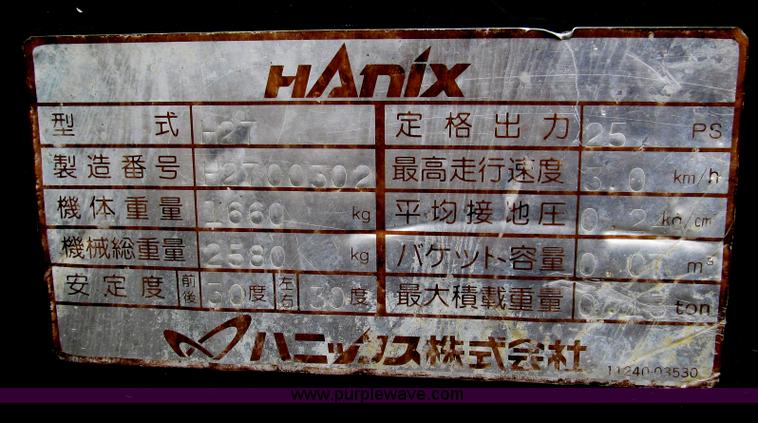 HANIX
型式 H27 定格出力 25 PS
製造番号 H2700302 最高走行速度 3.0 km/h
機体重量 1660 kg 平均接地圧 0.2 kg/cm²
機械総重量 2580 kg バケット容量 m³
安定度 前後 30度 左右 30度 最大積載重量 ton
ハニックス株式会社 11240-03530
www.purplewave.com